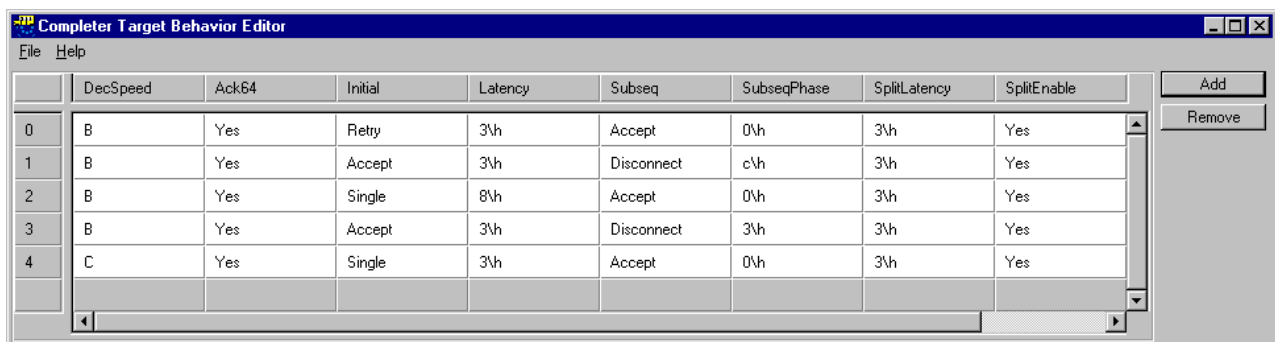 Completer Target Behavior Editor
File Help
DecSpeed Ack64 Initial Latency Subseq SubseqPhase SplitLatency SplitEnable Add
Remove
0 B Yes Retry 3\h Accept 0\h 3\h Yes
1 B Yes Accept 3\h Disconnect c\h 3\h Yes
2 B Yes Single 8\h Accept 0\h 3\h Yes
3 B Yes Accept 3\h Disconnect 3\h 3\h Yes
4 C Yes Single 3\h Accept 0\h 3\h Yes